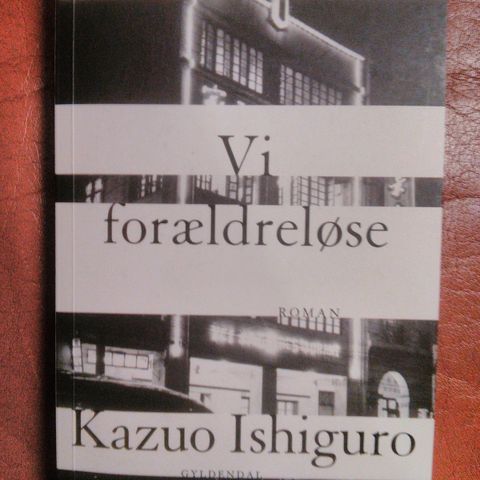 Vi
forældreløse
ROMAN
Kazuo Ishiguro
GYLDENDAL